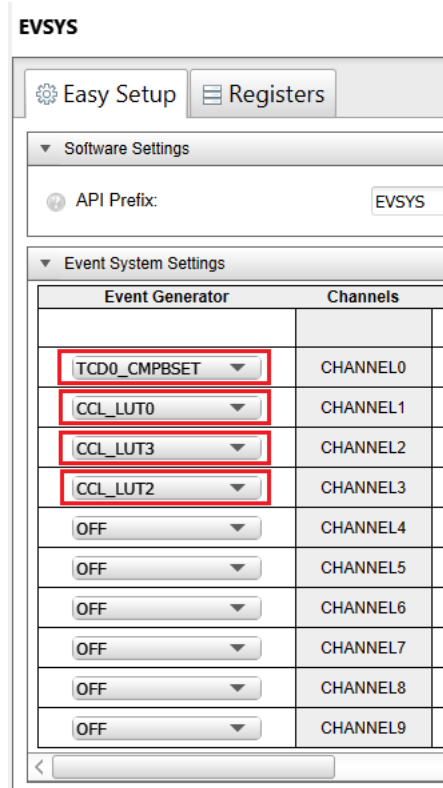 EVSYS
Easy Setup Registers
Software Settings
API Prefix: EVSYS
Event System Settings
Event Generator Channels
TCD0_CMPBSET CHANNEL0
CCL_LUT0 CHANNEL1
CCL_LUT3 CHANNEL2
CCL_LUT2 CHANNEL3
OFF CHANNEL4
OFF CHANNEL5
OFF CHANNEL6
OFF CHANNEL7
OFF CHANNEL8
OFF CHANNEL9